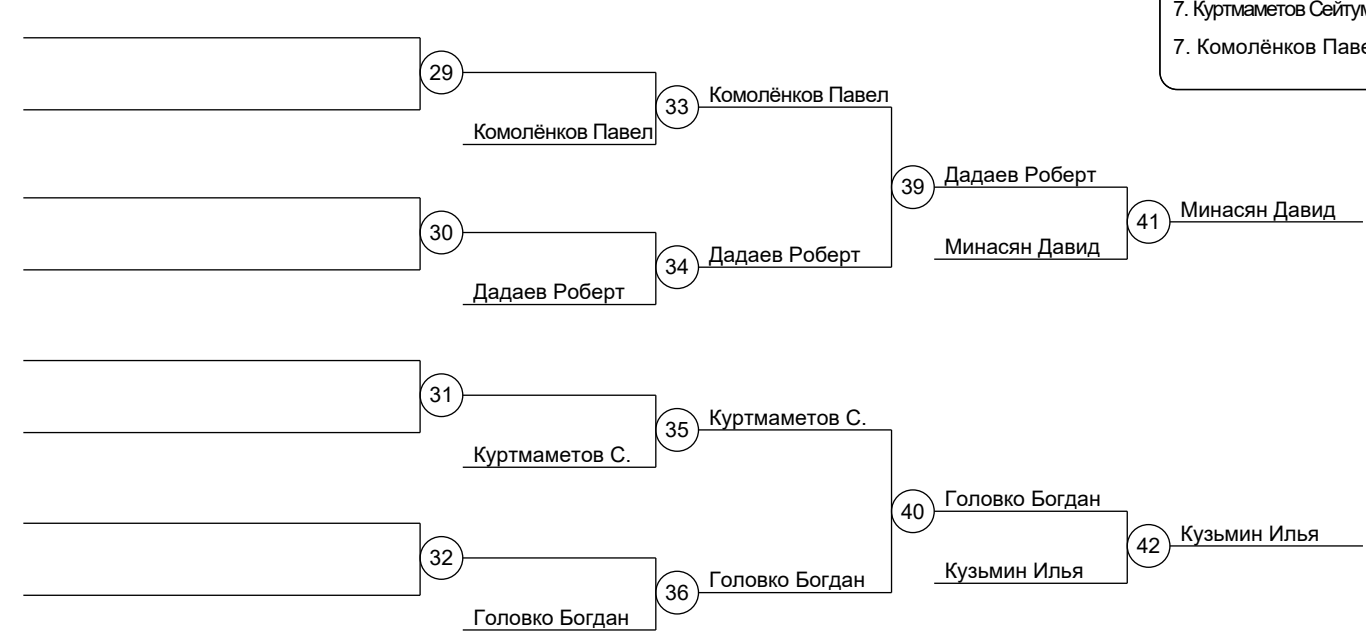 7. Куртмаметов
7. Комолёнков
29
33
Комолёнков Павел
Комолёнков Павел
39
Дадаев Роберт
30
41
Минасян Давид
34
Дадаев Роберт
Минасян Давид
Дадаев Роберт
31
35
Куртмаметов С.
Куртмаметов С.
40
Головко Богдан
32
42
Кузьмин Илья
36
Головко Богдан
Кузьмин Илья
Головко Богдан